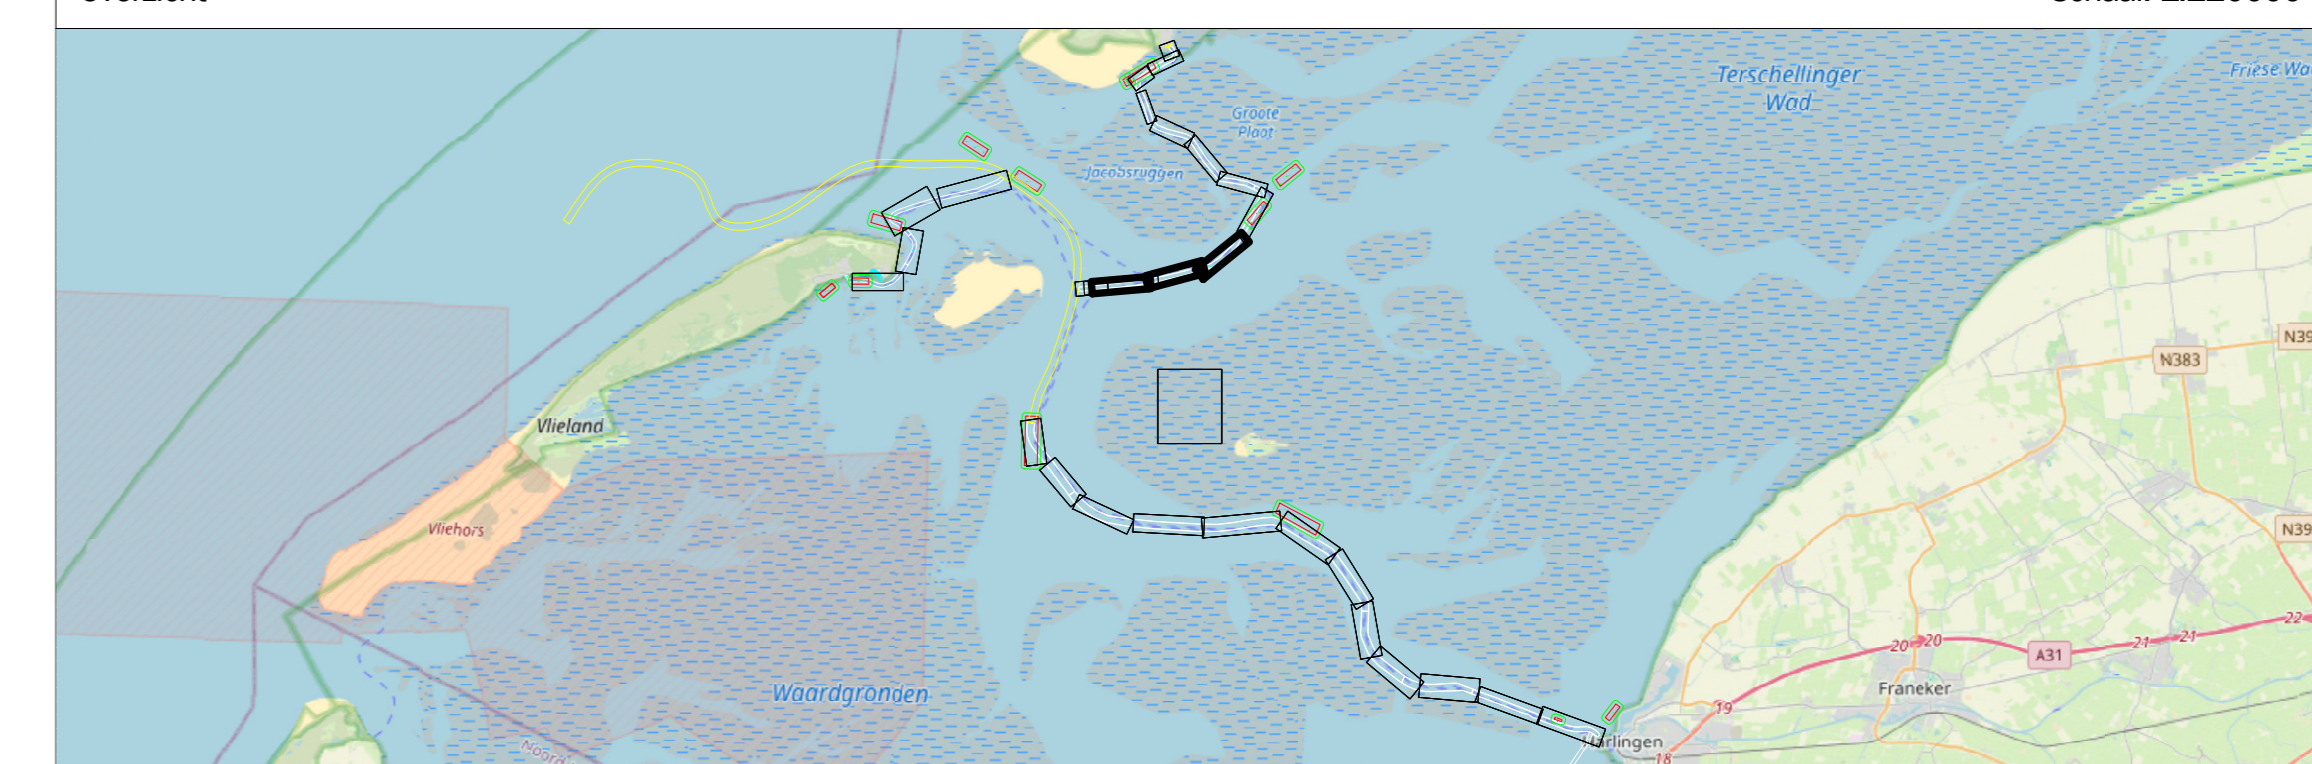 Terschellinger
Wad
Friese Wa
Groote
Plaat
Jacobsruggen
N39
N383
Vlieland
Vliehors
N39
22
21
21
20
20
A31
Waardgronden
Franeker
19
Harlingen
18